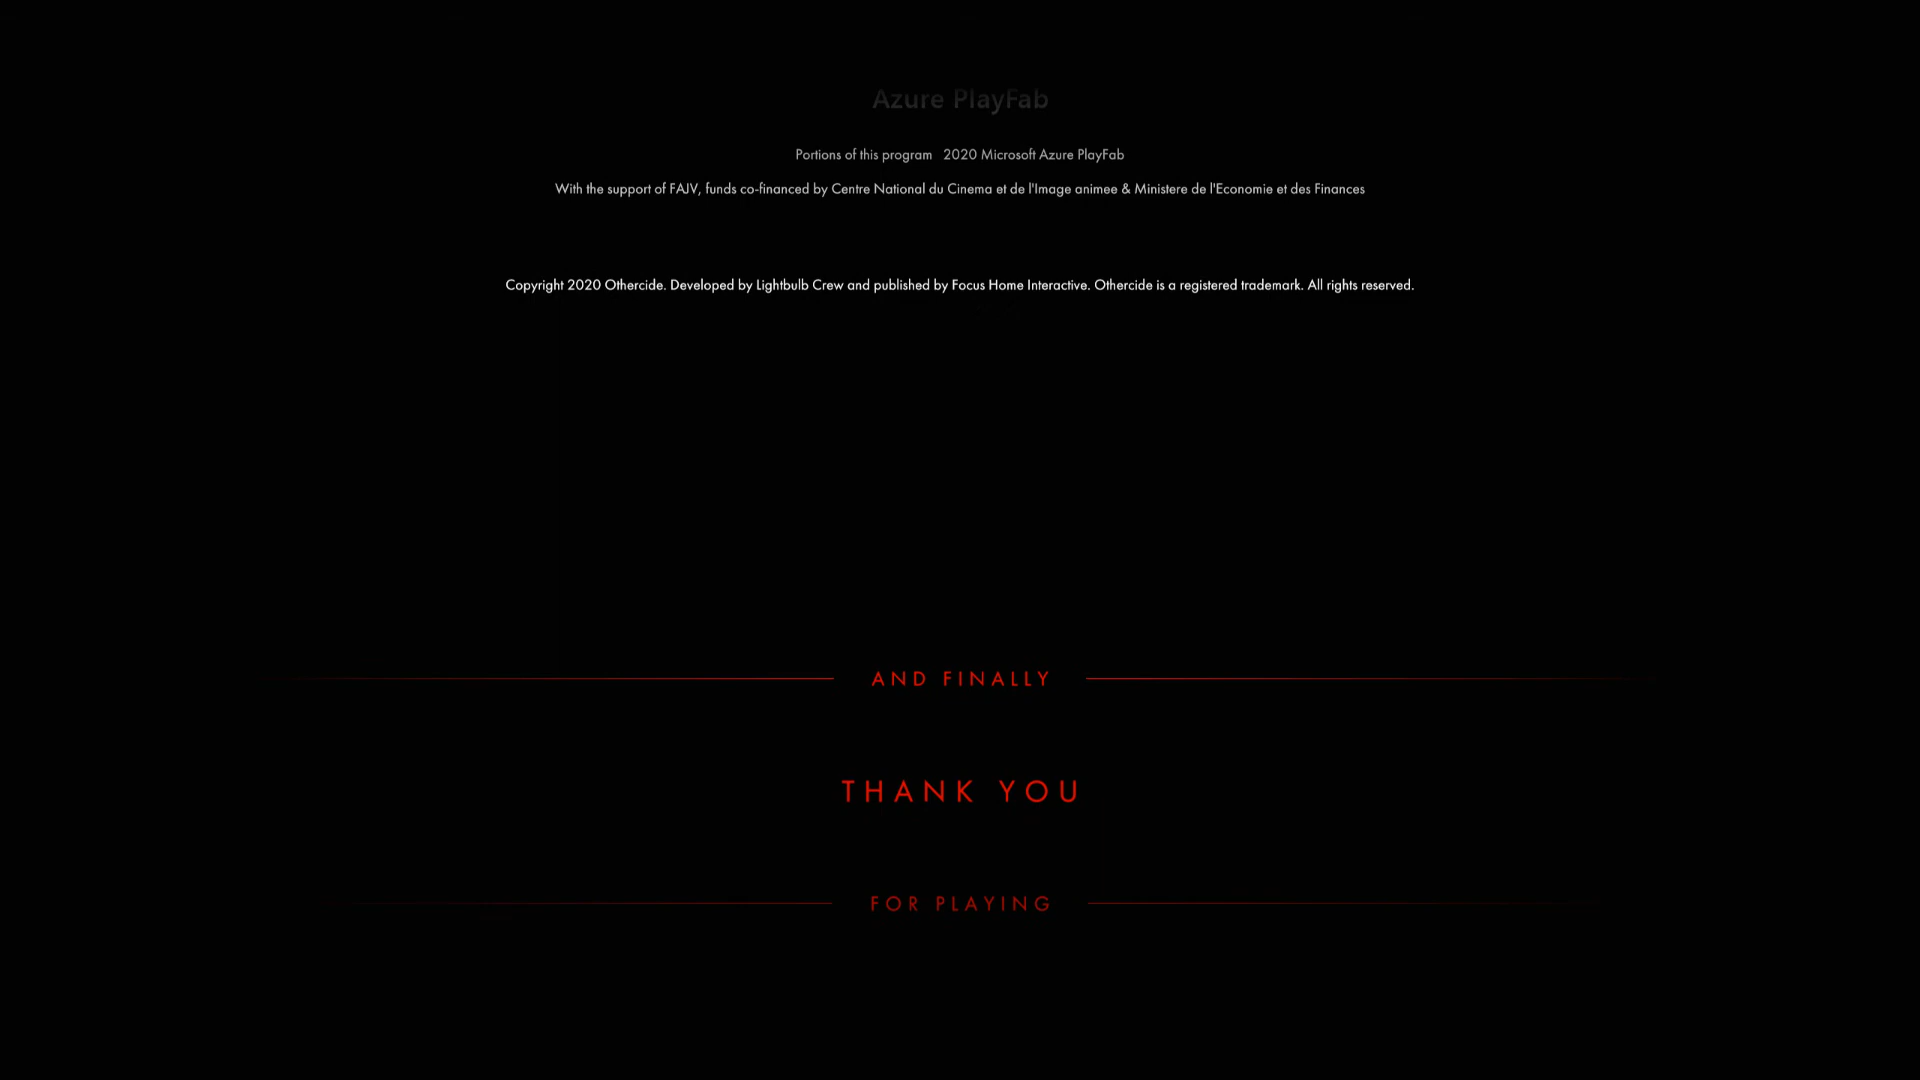 Azure PlayFab
Portions of this program 2020 Microsoft Azure PlayFab
With the support of FAJV, funds co-financed by Centre National du Cinema et de l'Image animee & Ministere de l'Economie et des Finances
Copyright 2020 Othercide. Developed by Lightbulb Crew and published by Focus Home Interactive. Othercide is a registered trademark. All rights reserved.
AND FINALLY
THANK YOU
FOR PLAYING